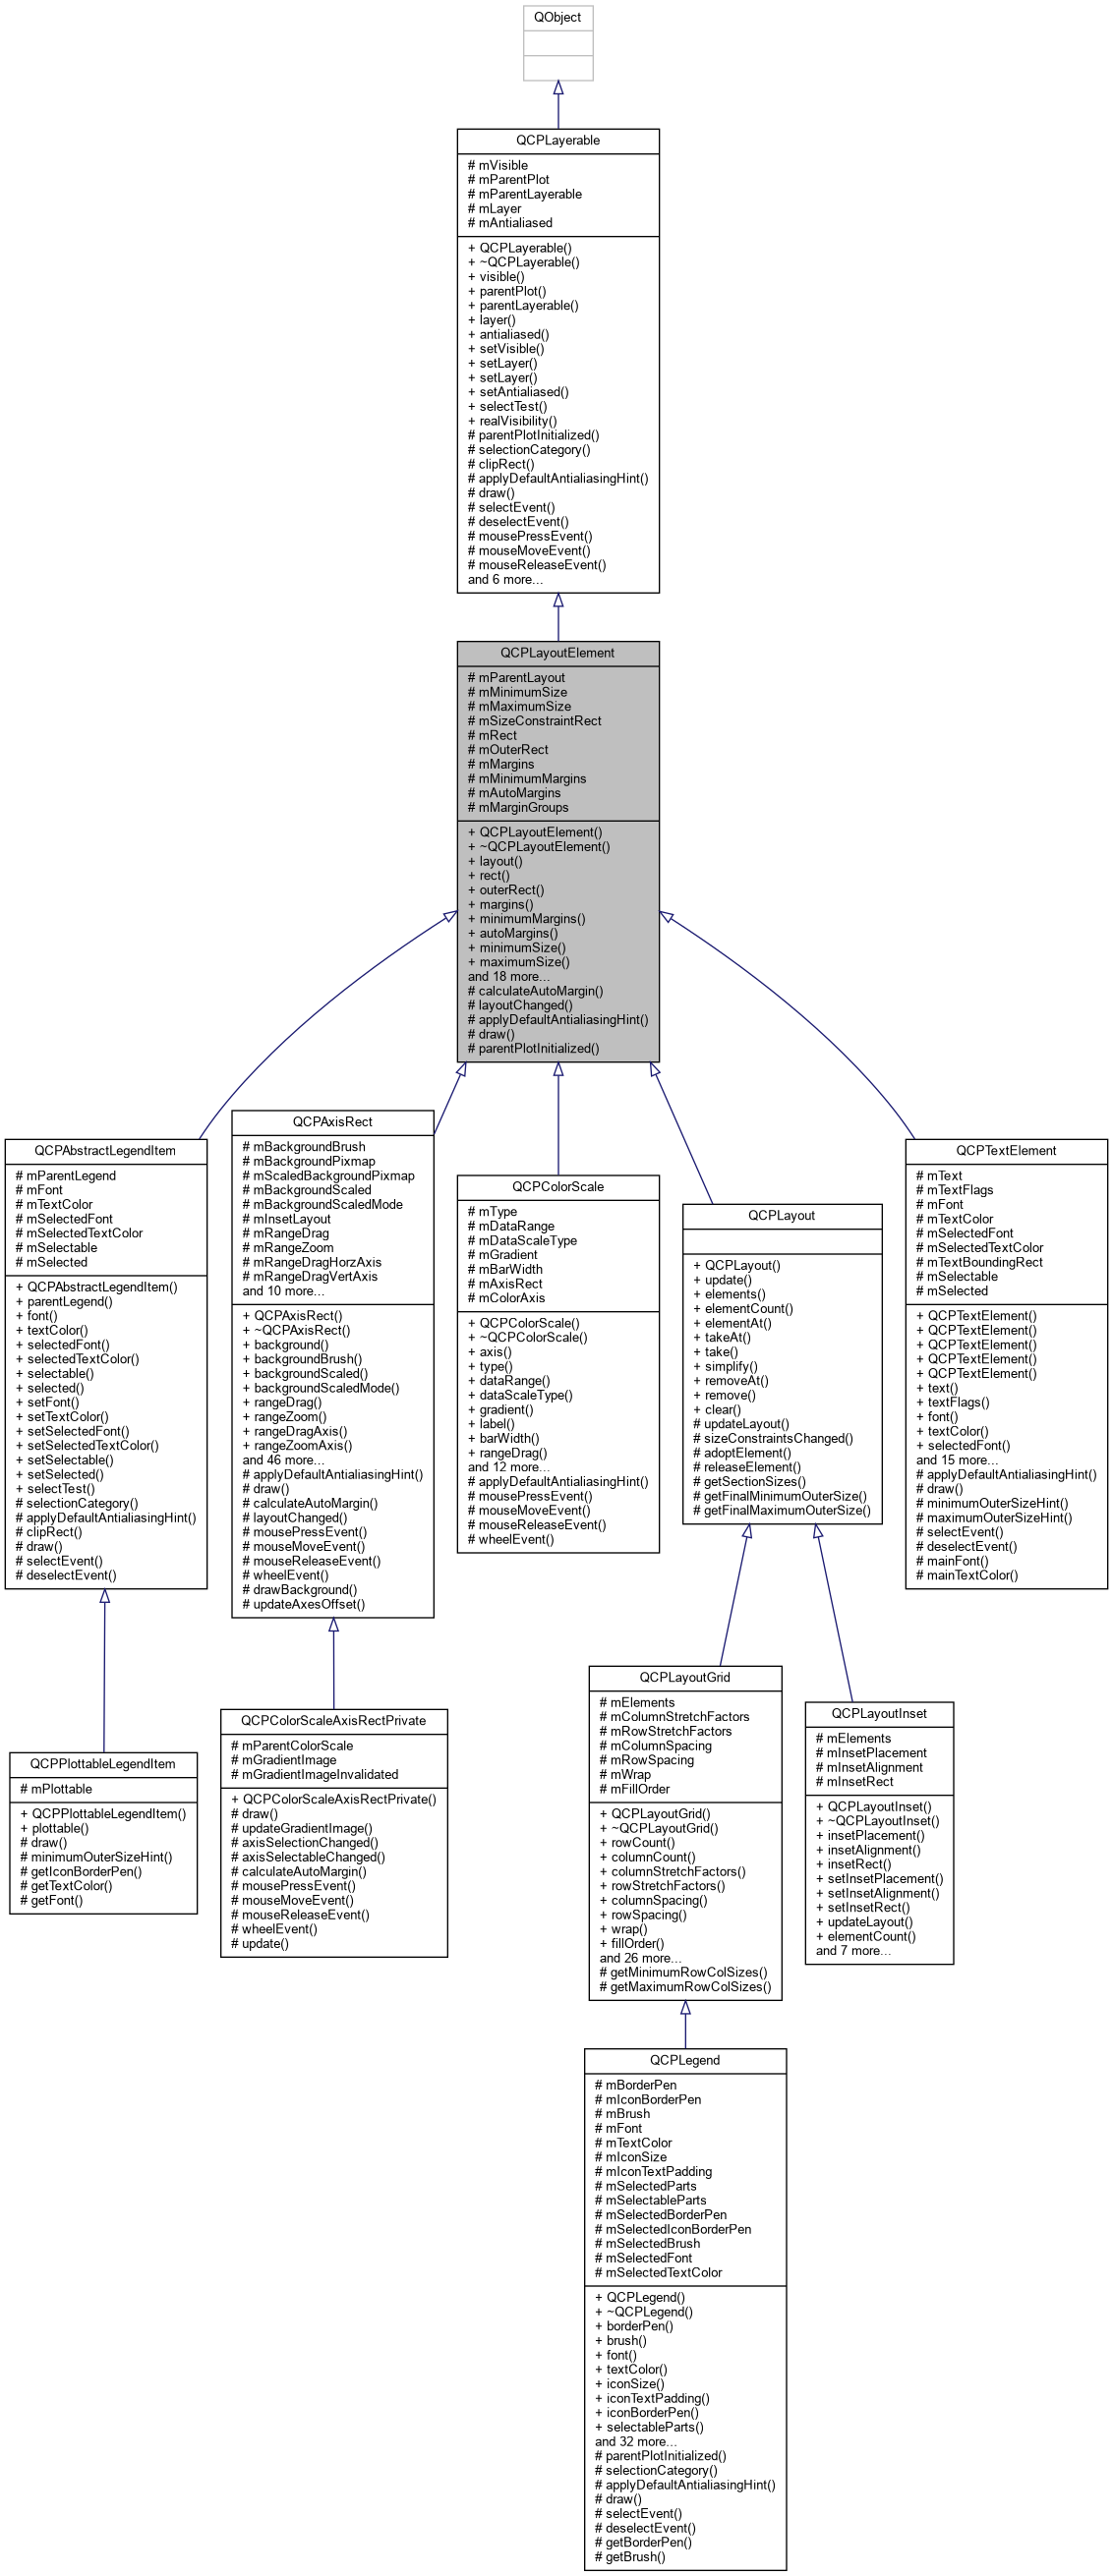 QObject
QCPLayerable
# mVisible
# mParentPlot
# mParentLayerable
# mLayer
# mAntialiased
+ QCPLayerable()
+ ~QCPLayerable()
+ visible()
+ parentPlot()
+ parentLayerable()
+ layer()
+ antialiased()
+ setVisible()
+ setLayer()
+ setLayer()
+ setAntialiased()
+ selectTest()
+ realVisibility()
# parentPlotInitialized()
# selectionCategory()
# clipRect()
# applyDefaultAntialiasingHint()
# draw()
# selectEvent()
# deselectEvent()
# mousePressEvent()
# mouseMoveEvent()
# mouseReleaseEvent()
and 6 more...
QCPLayoutElement
# mParentLayout
# mMinimumSize
# mMaximumSize
# mSizeConstraintRect
# mRect
# mOuterRect
# mMargins
# mMinimumMargins
# mAutoMargins
# mMarginGroups
+ QCPLayoutElement()
+ ~QCPLayoutElement()
+ layout()
+ rect()
+ outerRect()
+ margins()
+ minimumMargins()
+ autoMargins()
+ minimumSize()
+ maximumSize()
and 18 more...
# calculateAutoMargin()
# layoutChanged()
# applyDefaultAntialiasingHint()
# draw()
# parentPlotInitialized()
QCPAbstractLegendItem
# mParentLegend
# mFont
# mTextColor
# mSelectedFont
# mSelectedTextColor
# mSelectable
# mSelected
+ QCPAbstractLegendItem()
+ parentLegend()
+ font()
+ textColor()
+ selectedFont()
+ selectedTextColor()
+ selectable()
+ selected()
+ setFont()
+ setTextColor()
+ setSelectedFont()
+ setSelectedTextColor()
+ setSelectable()
+ setSelected()
+ selectTest()
# selectionCategory()
# applyDefaultAntialiasingHint()
# clipRect()
# draw()
# selectEvent()
# deselectEvent()
QCPAxisRect
# mBackgroundBrush
# mBackgroundPixmap
# mScaledBackgroundPixmap
# mBackgroundScaled
# mBackgroundScaledMode
# mInsetLayout
# mRangeDrag
# mRangeZoom
# mRangeDragHorzAxis
# mRangeDragVertAxis
and 10 more...
+ QCPAxisRect()
+ ~QCPAxisRect()
+ background()
+ backgroundBrush()
+ backgroundScaled()
+ backgroundScaledMode()
+ rangeDrag()
+ rangeZoom()
+ rangeDragAxis()
+ rangeZoomAxis()
and 46 more...
# applyDefaultAntialiasingHint()
# draw()
# calculateAutoMargin()
# layoutChanged()
# mousePressEvent()
# mouseMoveEvent()
# mouseReleaseEvent()
# wheelEvent()
# drawBackground()
# updateAxesOffset()
QCPColorScale
# mType
# mDataRange
# mDataScaleType
# mGradient
# mBarWidth
# mAxisRect
# mColorAxis
+ QCPColorScale()
+ ~QCPColorScale()
+ axis()
+ type()
+ dataRange()
+ dataScaleType()
+ gradient()
+ label()
+ barWidth()
+ rangeDrag()
and 12 more...
# applyDefaultAntialiasingHint()
# mousePressEvent()
# mouseMoveEvent()
# mouseReleaseEvent()
# wheelEvent()
QCPLayout
+ QCPLayout()
+ update()
+ elements()
+ elementCount()
+ elementAt()
+ takeAt()
+ take()
+ simplify()
+ removeAt()
+ remove()
+ clear()
# updateLayout()
# sizeConstraintsChanged()
# adoptElement()
# releaseElement()
# getSectionSizes()
# getFinalMinimumOuterSize()
# getFinalMaximumOuterSize()
QCPTextElement
# mText
# mTextFlags
# mFont
# mTextColor
# mSelectedFont
# mSelectedTextColor
# mTextBoundingRect
# mSelectable
# mSelected
+ QCPTextElement()
+ QCPTextElement()
+ QCPTextElement()
+ QCPTextElement()
+ QCPTextElement()
+ text()
+ textFlags()
+ font()
+ textColor()
+ selectedFont()
and 15 more...
# applyDefaultAntialiasingHint()
# draw()
# minimumOuterSizeHint()
# maximumOuterSizeHint()
# selectEvent()
# deselectEvent()
# mainFont()
# mainTextColor()
QCPPlottableLegendItem
# mPlottable
+ QCPPlottableLegendItem()
+ plottable()
# draw()
# minimumOuterSizeHint()
# getIconBorderPen()
# getTextColor()
# getFont()
QCPColorScaleAxisRectPrivate
# mParentColorScale
# mGradientImage
# mGradientImageInvalidated
+ QCPColorScaleAxisRectPrivate()
# draw()
# updateGradientImage()
# axisSelectionChanged()
# axisSelectableChanged()
# calculateAutoMargin()
# mousePressEvent()
# mouseMoveEvent()
# mouseReleaseEvent()
# wheelEvent()
# update()
QCPLayoutGrid
# mElements
# mColumnStretchFactors
# mRowStretchFactors
# mColumnSpacing
# mRowSpacing
# mWrap
# mFillOrder
+ QCPLayoutGrid()
+ ~QCPLayoutGrid()
+ rowCount()
+ columnCount()
+ columnStretchFactors()
+ rowStretchFactors()
+ columnSpacing()
+ rowSpacing()
+ wrap()
+ fillOrder()
and 26 more...
# getMinimumRowColSizes()
# getMaximumRowColSizes()
QCPLayoutInset
# mElements
# mInsetPlacement
# mInsetAlignment
# mInsetRect
+ QCPLayoutInset()
+ ~QCPLayoutInset()
+ insetPlacement()
+ insetAlignment()
+ insetRect()
+ setInsetPlacement()
+ setInsetAlignment()
+ setInsetRect()
+ updateLayout()
+ elementCount()
and 7 more...
QCPLegend
# mBorderPen
# mIconBorderPen
# mBrush
# mFont
# mTextColor
# mIconSize
# mIconTextPadding
# mSelectedParts
# mSelectableParts
# mSelectedBorderPen
# mSelectedIconBorderPen
# mSelectedBrush
# mSelectedFont
# mSelectedTextColor
+ QCPLegend()
+ ~QCPLegend()
+ borderPen()
+ brush()
+ font()
+ textColor()
+ iconSize()
+ iconTextPadding()
+ iconBorderPen()
+ selectableParts()
and 32 more...
# parentPlotInitialized()
# selectionCategory()
# applyDefaultAntialiasingHint()
# draw()
# selectEvent()
# deselectEvent()
# getBorderPen()
# getBrush()